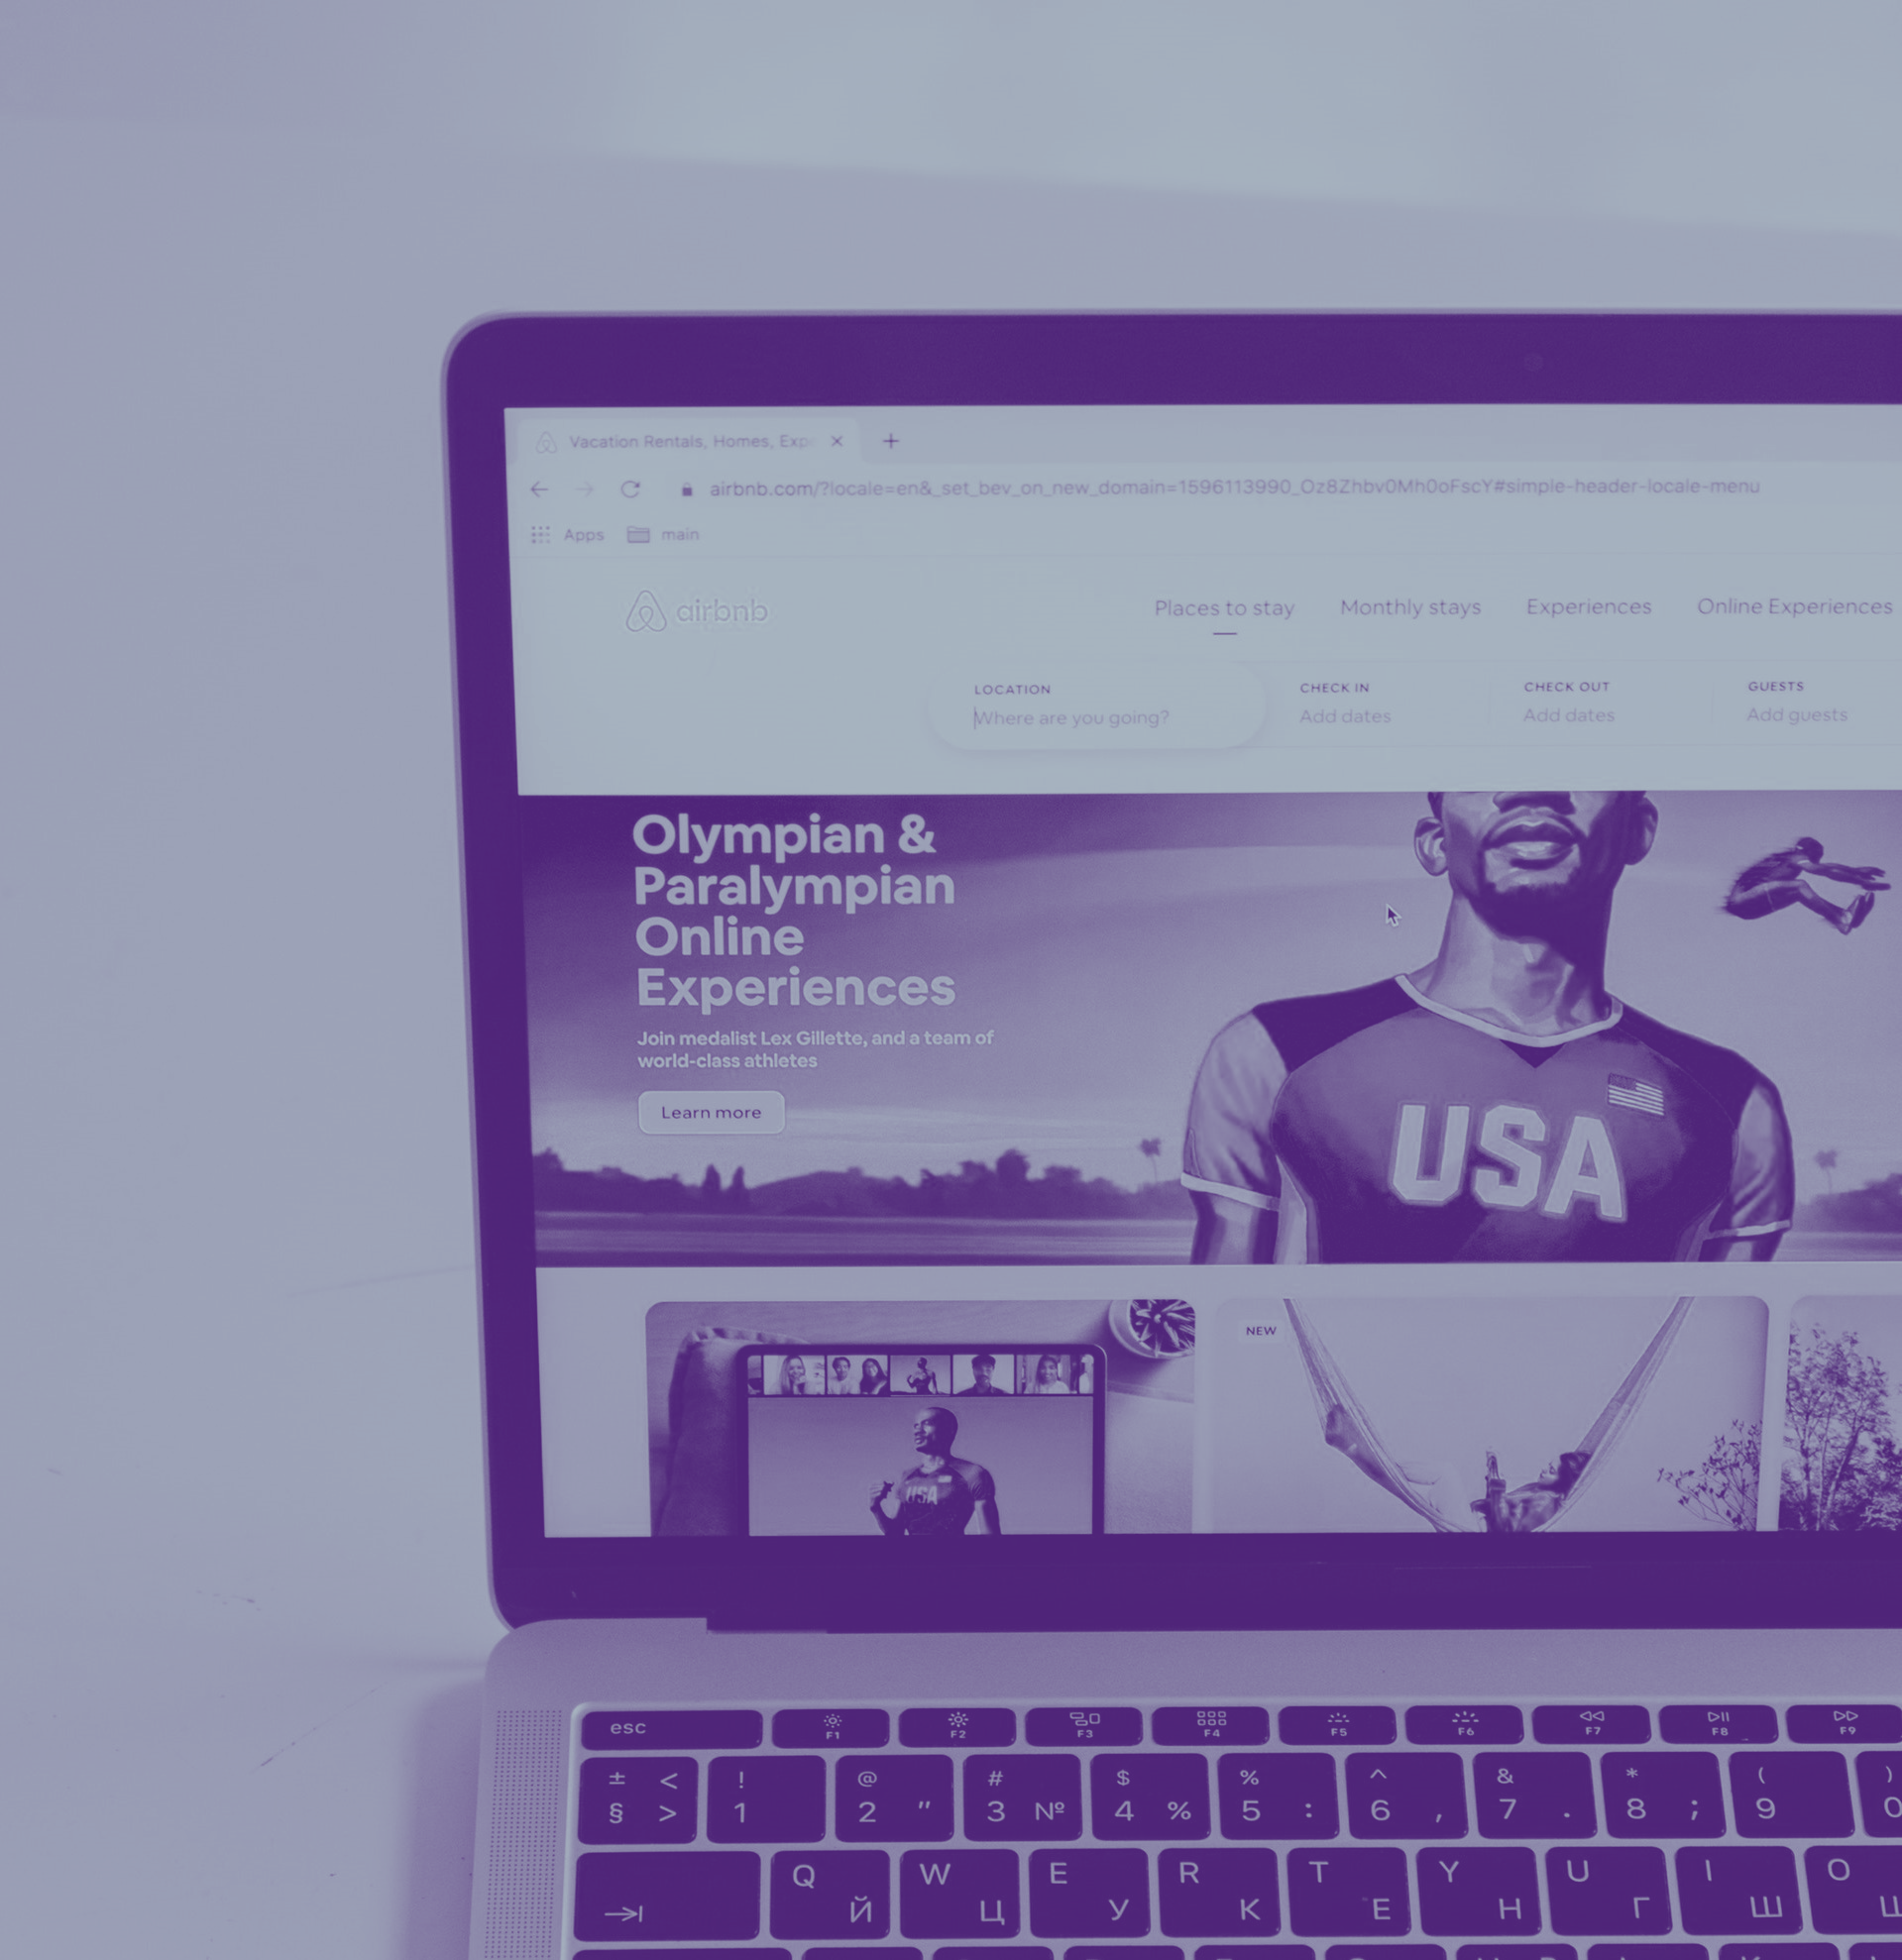 Vacation Rentals, Homes, Exp
airbnb.com/?locale=en&_set_bev_on_new_domain=1596113990_Oz8Zhbv0Mh0oFscY#simple-header-locale-menu
Apps main
airbnb
Places to stay Monthly stays Experiences Online Experiences
LOCATION CHECK IN CHECK OUT GUESTS
Where are you going? Add dates Add dates Add guests
Olympian &
Paralympian
Online
Experiences
Join medalist Lex Gillette, and a team of
world-class athletes
Learn more
USA
NEW
USA
esc F1 F2 F3 F4 F5 F6 F7 F8 F9
± < ! @ # $ % ^ & * ( )
§ > 1 2 " 3 № 4 % 5 : 6 , 7 . 8 ; 9 0
Q W E R T Y U I O
Й Ц У К Е Н Г Ш